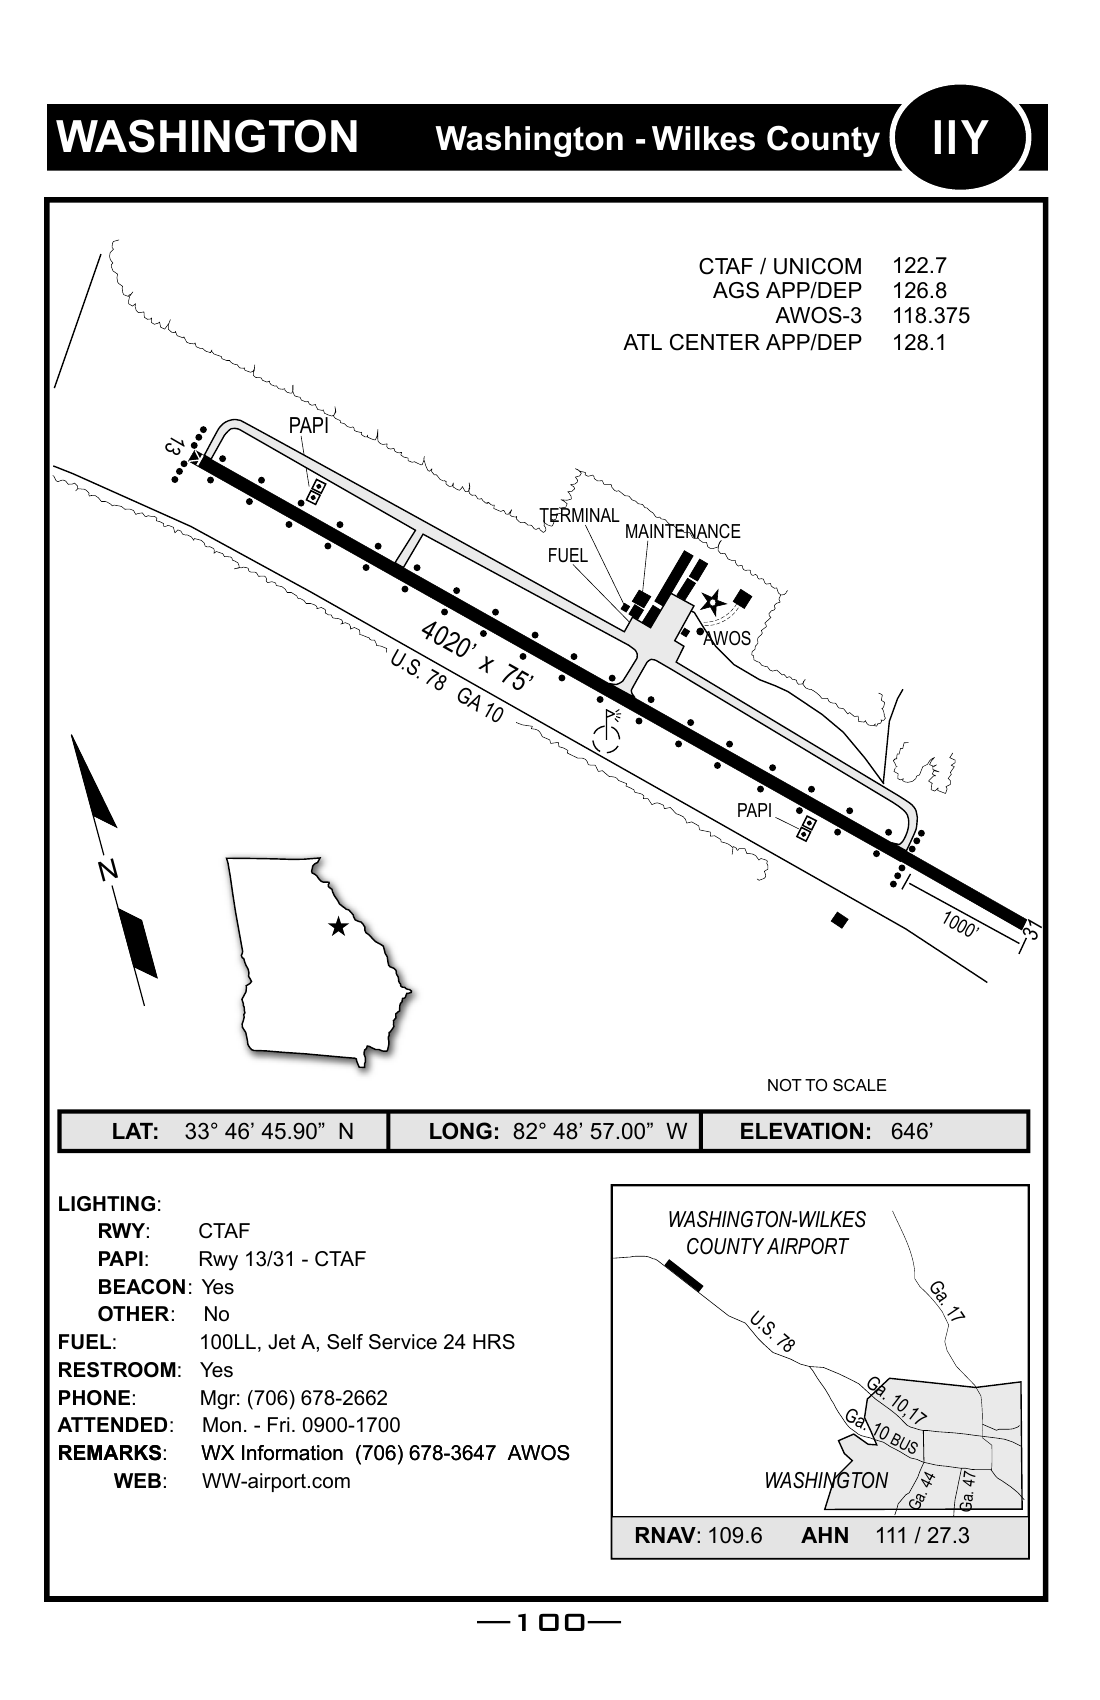 WASHINGTON Washington - Wilkes County IIY
CTAF / UNICOM 122.7
AGS APP/DEP 126.8
AWOS-3 118.375
ATL CENTER APP/DEP 128.1
PAPI
13
TERMINAL
MAINTENANCE
FUEL
AWOS
4020’ x 75’
U.S. 78 GA 10
PAPI
1000’
31
N
NOT TO SCALE
LAT: 33° 46’ 45.90” N LONG: 82° 48’ 57.00” W ELEVATION: 646’
LIGHTING:
RWY: CTAF
PAPI: Rwy 13/31 - CTAF
BEACON: Yes
OTHER: No
FUEL: 100LL, Jet A, Self Service 24 HRS
RESTROOM: Yes
PHONE: Mgr: (706) 678-2662
ATTENDED: Mon. - Fri. 0900-1700
REMARKS: WX Information (706) 678-3647 AWOS
WEB: WW-airport.com
WASHINGTON-WILKES
COUNTY AIRPORT
Ga. 17
U.S. 78
Ga. 10,17
Ga. 10 BUS
WASHINGTON
Ga. 44
Ga. 47
RNAV: 109.6 AHN 111 / 27.3
100